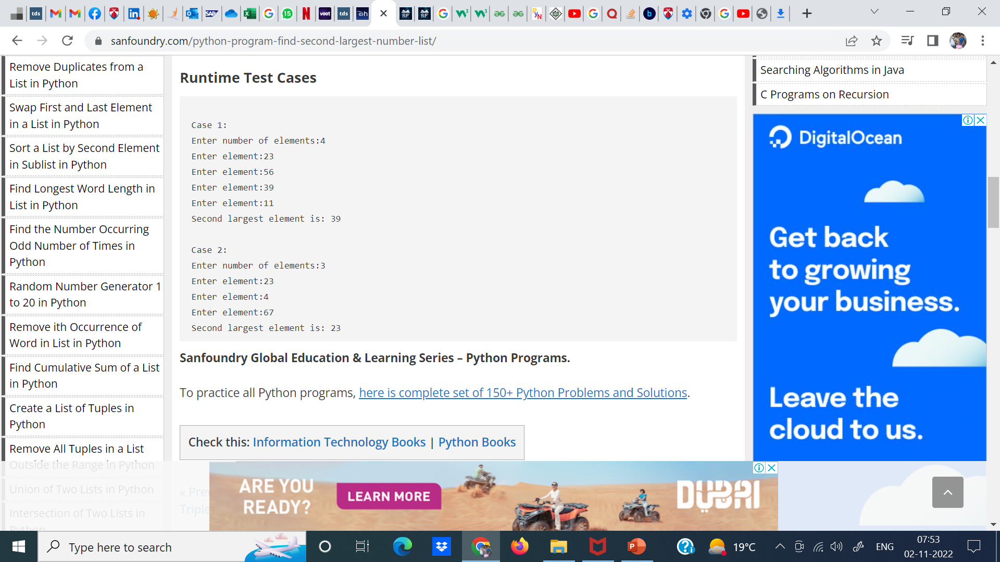 tds
15
voot
tds
SF
SF
sanfoundry.com/python-program-find-second-largest-number-list/
Remove Duplicates from a
List in Python
Swap First and Last Element
in a List in Python
Sort a List by Second Element
in Sublist in Python
Find Longest Word Length in
List in Python
Find the Number Occurring
Odd Number of Times in
Python
Random Number Generator 1
to 20 in Python
Remove ith Occurrence of
Word in List in Python
Find Cumulative Sum of a List
in Python
Create a List of Tuples in
Python
Remove All Tuples in a List
Outside the Range in Python
Union of Two Lists in Python
Intersection of Two Lists in
Python
Runtime Test Cases
Case 1:
Enter number of elements:4
Enter element:23
Enter element:56
Enter element:39
Enter element:11
Second largest element is: 39
Case 2:
Enter number of elements:3
Enter element:23
Enter element:4
Enter element:67
Second largest element is: 23
Sanfoundry Global Education & Learning Series – Python Programs.
To practice all Python programs, here is complete set of 150+ Python Problems and Solutions.
Check this: Information Technology Books | Python Books
Searching Algorithms in Java
C Programs on Recursion
DigitalOcean
Get back
to growing
your business.
Leave the
cloud to us.
ARE YOU
READY?
LEARN MORE
DUBAI
Type here to search
19°C
ENG
07:53
02-11-2022